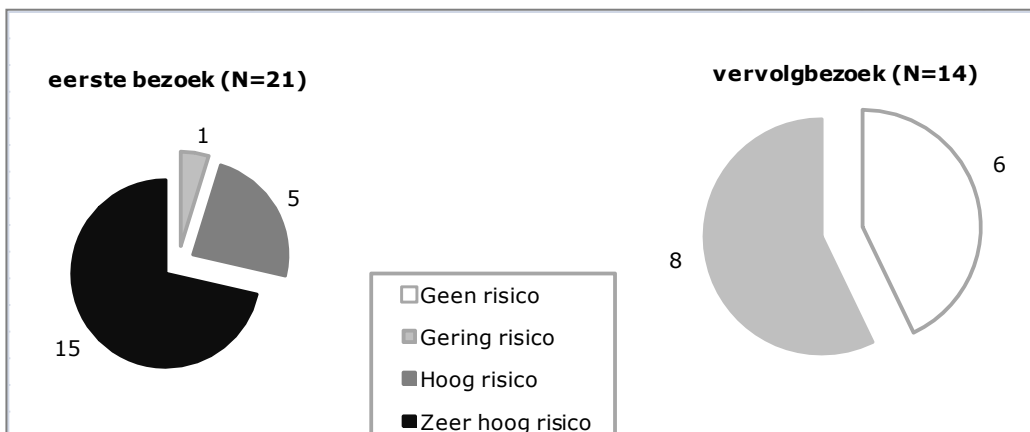 eerste bezoek (N=21)
1
5
15
vervolgbezoek (N=14)
6
8
Geen risico
Gering risico
Hoog risico
Zeer hoog risico